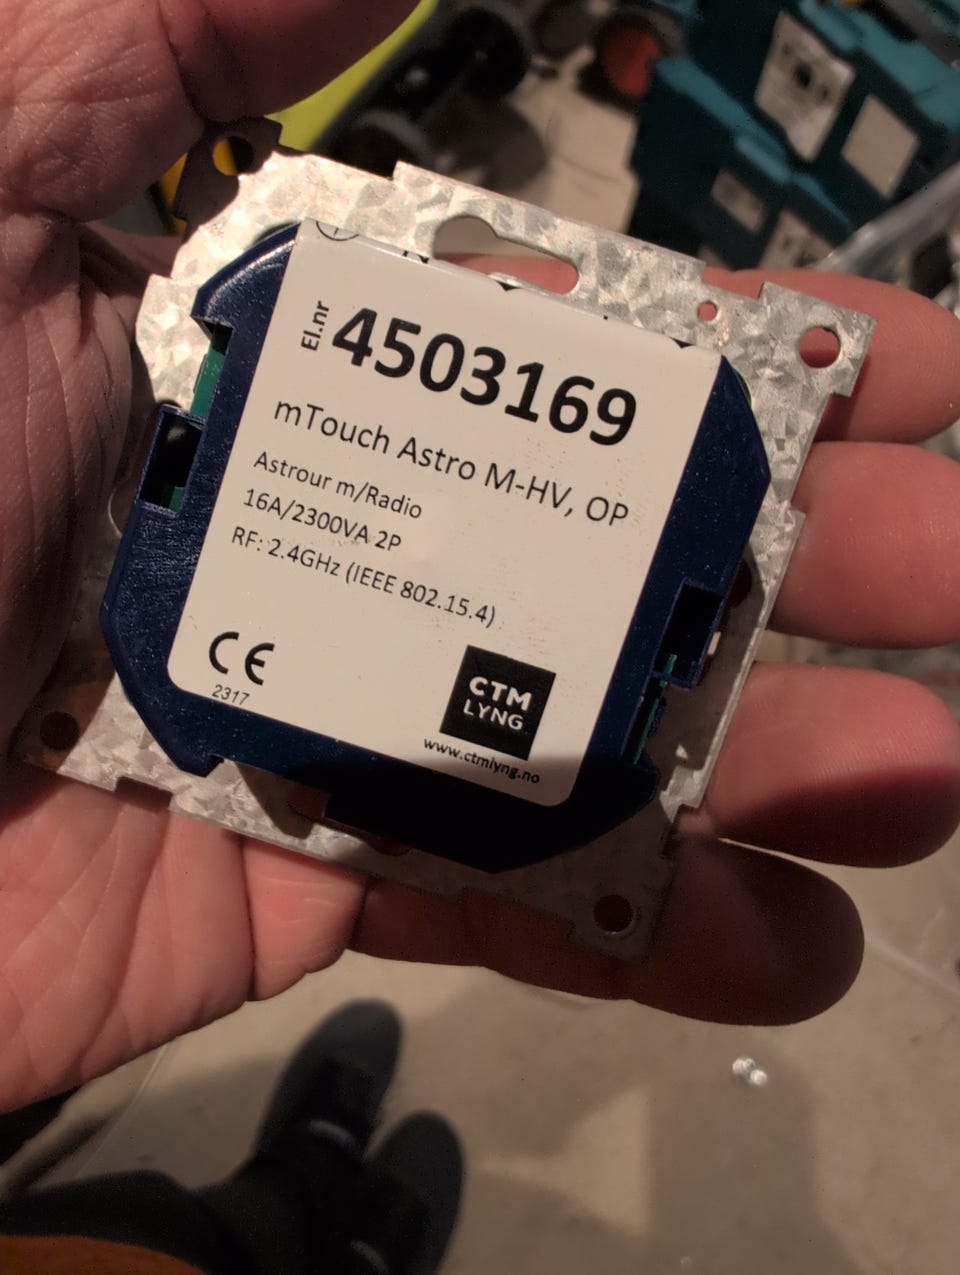 El.nr 4503169
mTouch Astro M-HV, OP
Astrour m/Radio
16A/2300VA 2P
RF: 2.4GHz (IEEE 802.15.4)
CE
2317
CTM
LYNG
www.ctmlyng.no